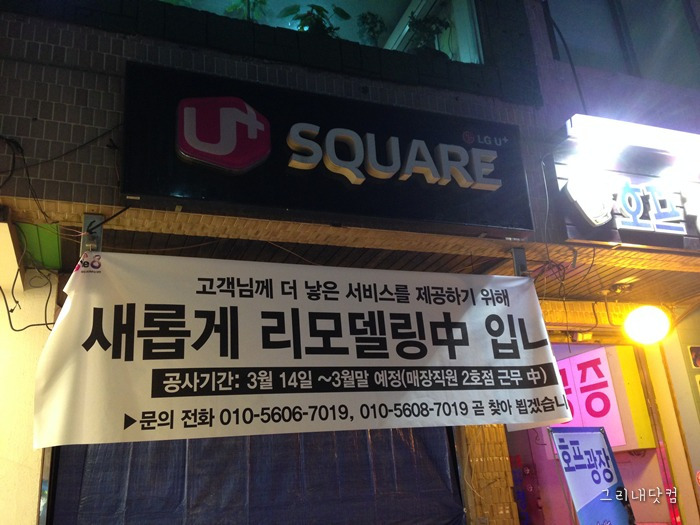 U+ SQUARE
LG U+
고객님께 더 낮은 서비스를 제공하기 위해
새롭게 리모델링中 입니
공사기간: 3월 14일 ~3월말 예정(매장직원 2호점 근무 中)
▶문의 전화 010-5606-7019, 010-5608-7019 곧 찾아 뵙겠습니
호프
증
호프광장
그리내닷컴